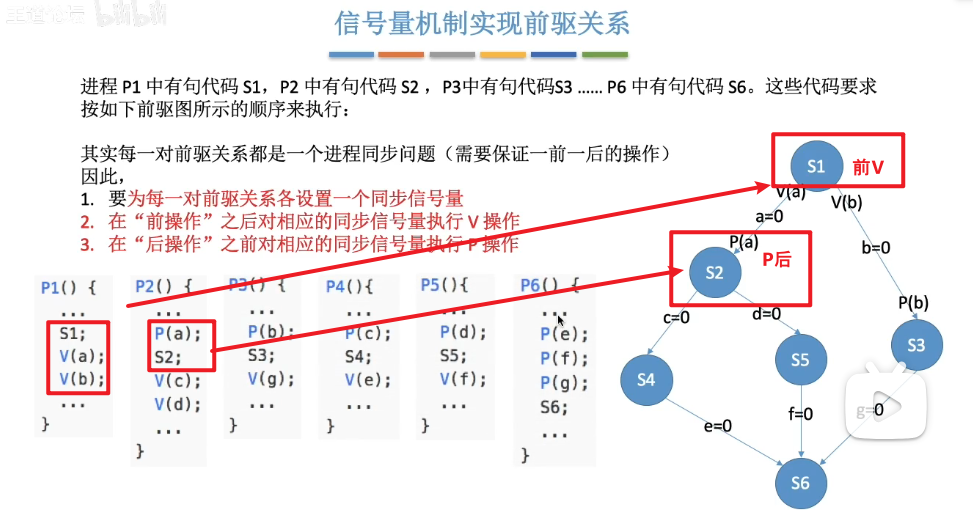 bilibili
信号量机制实现前驱关系
进程 P1 中有句代码 S1，P2 中有句代码 S2 ，P3中有句代码S3 …… P6 中有句代码 S6。这些代码要求
按如下前驱图所示的顺序来执行：
其实每一对前驱关系都是一个进程同步问题（需要保证一前一后的操作）
因此，
1. 要为每一对前驱关系各设置一个同步信号量
2. 在“前操作”之后对相应的同步信号量执行 V 操作
3. 在“后操作”之前对相应的同步信号量执行 P 操作
P1() {
...
S1;
V(a);
V(b);
...
}
P2() {
...
P(a);
S2;
V(c);
V(d);
...
}
P3() {
...
P(b);
S3;
V(g);
...
}
P4(){
...
P(c);
S4;
V(e);
...
}
P5(){
...
P(d);
S5;
V(f);
...
}
P6() {
...
P(e);
P(f);
P(g);
S6;
...
}
S1
前V
V(a)
V(b)
a=0
P(a)
S2
P后
b=0
P(b)
c=0
d=0
S3
S5
S4
f=0
g=0
e=0
S6